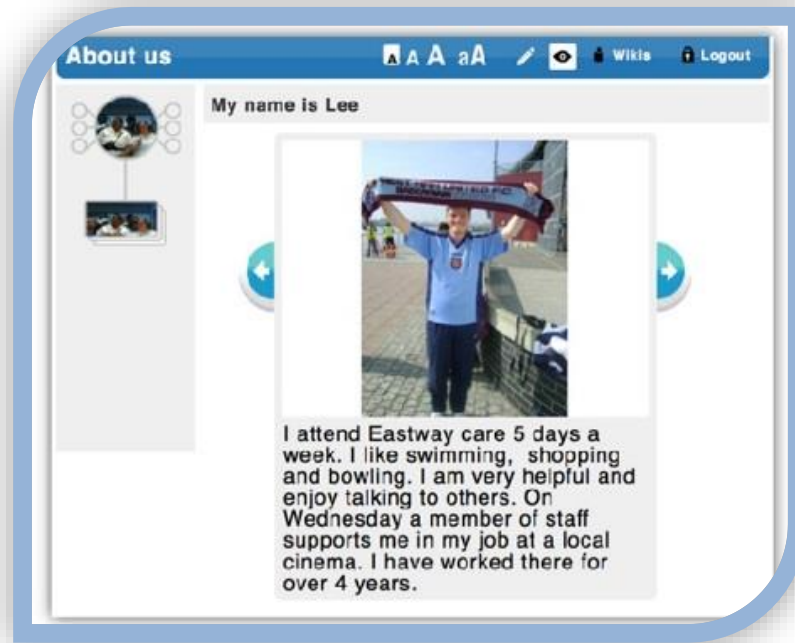 About us
A A A aA
Wikis
Logout
My name is Lee
I attend Eastway care 5 days a
week. I like swimming, shopping
and bowling. I am very helpful and
enjoy talking to others. On
Wednesday a member of staff
supports me in my job at a local
cinema. I have worked there for
over 4 years.